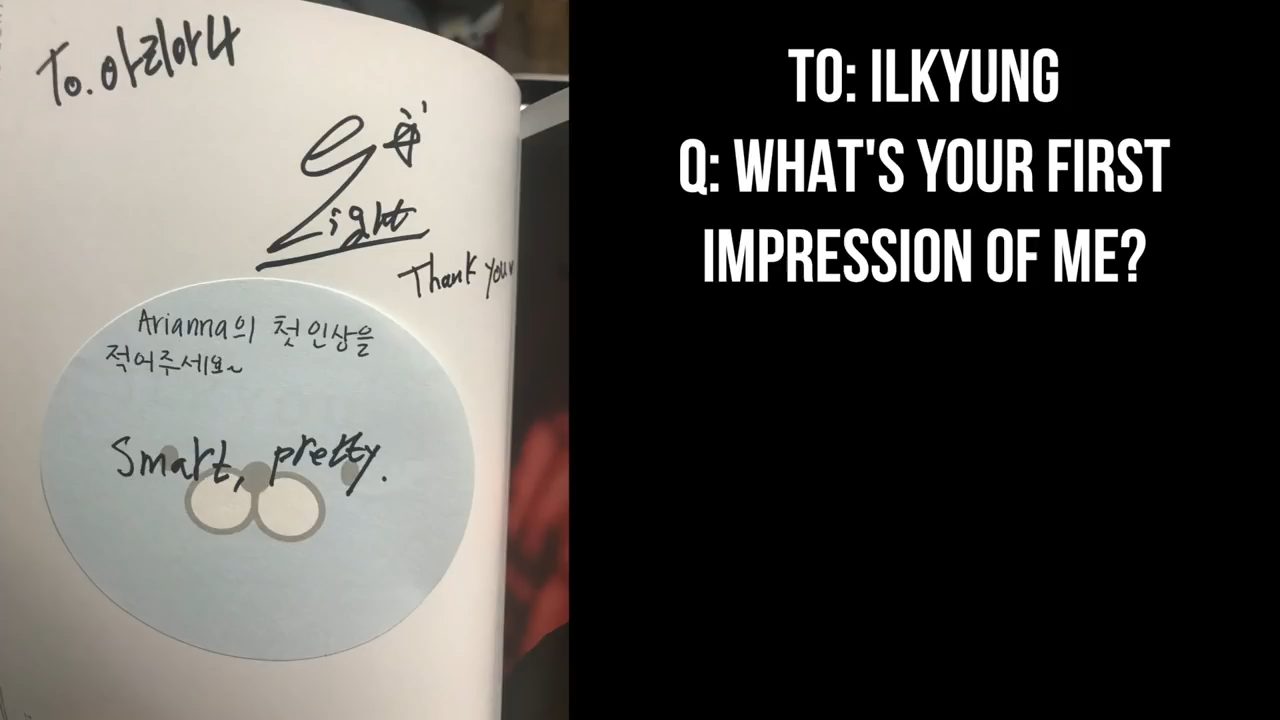 To. 아리아나
Light
Thank you
Arianna의 첫인상을
적어주세요~
Smart, pretty.
TO: ILKYUNG
Q: WHAT'S YOUR FIRST
IMPRESSION OF ME?